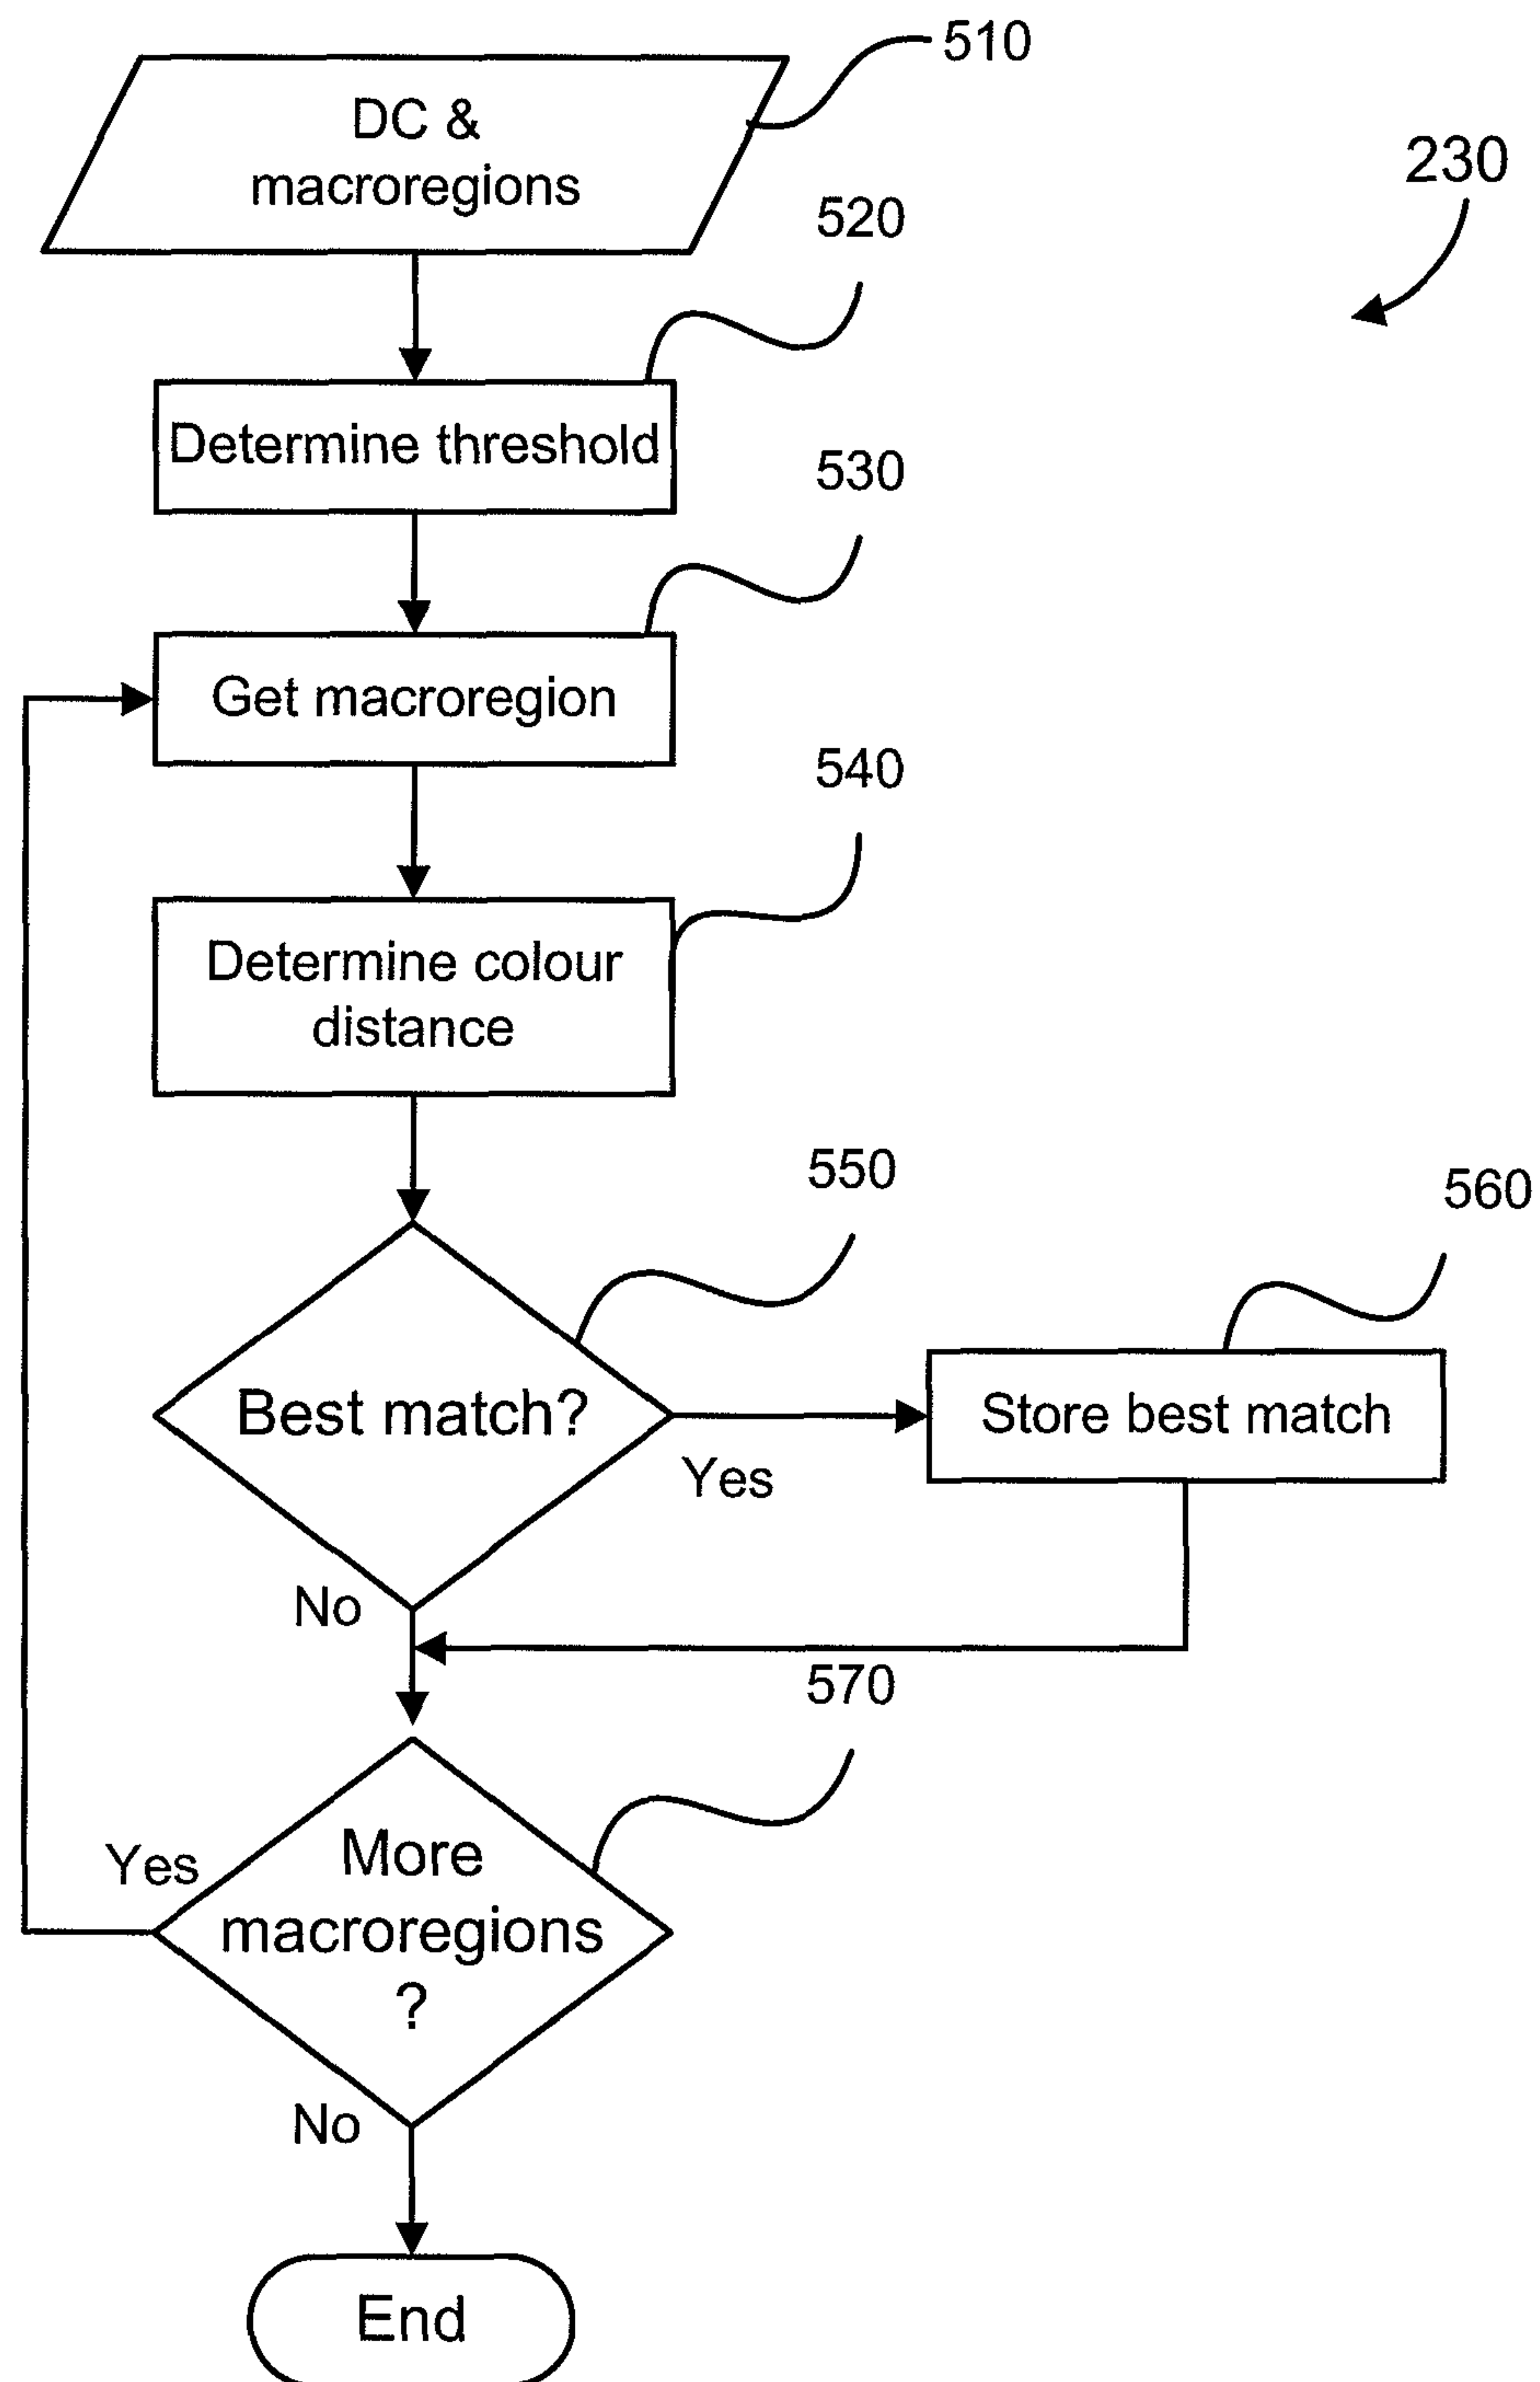 510
DC &
macroregions
230
520
Determine threshold
530
Get macroregion
540
Determine colour
distance
550
560
Best match?
Store best match
Yes
No
570
Yes
More
macroregions
?
No
End